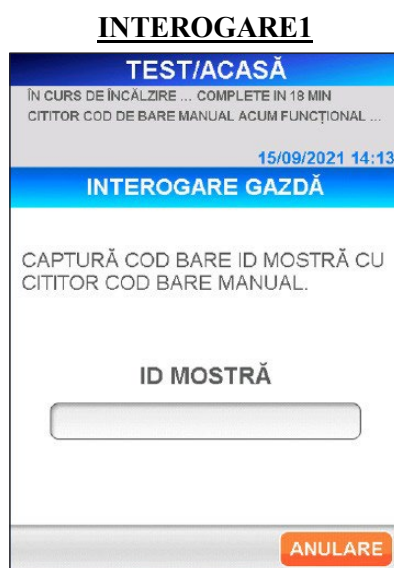 INTEROGARE1
TEST/ACASĂ
ÎN CURS DE ÎNCĂLZIRE ... COMPLETE IN 18 MIN
CITITOR COD DE BARE MANUAL ACUM FUNCȚIONAL ...
15/09/2021 14:13
INTEROGARE GAZDĂ
CAPTURĂ COD BARE ID MOSTRĂ CU
CITITOR COD BARE MANUAL.
ID MOSTRĂ
ANULARE